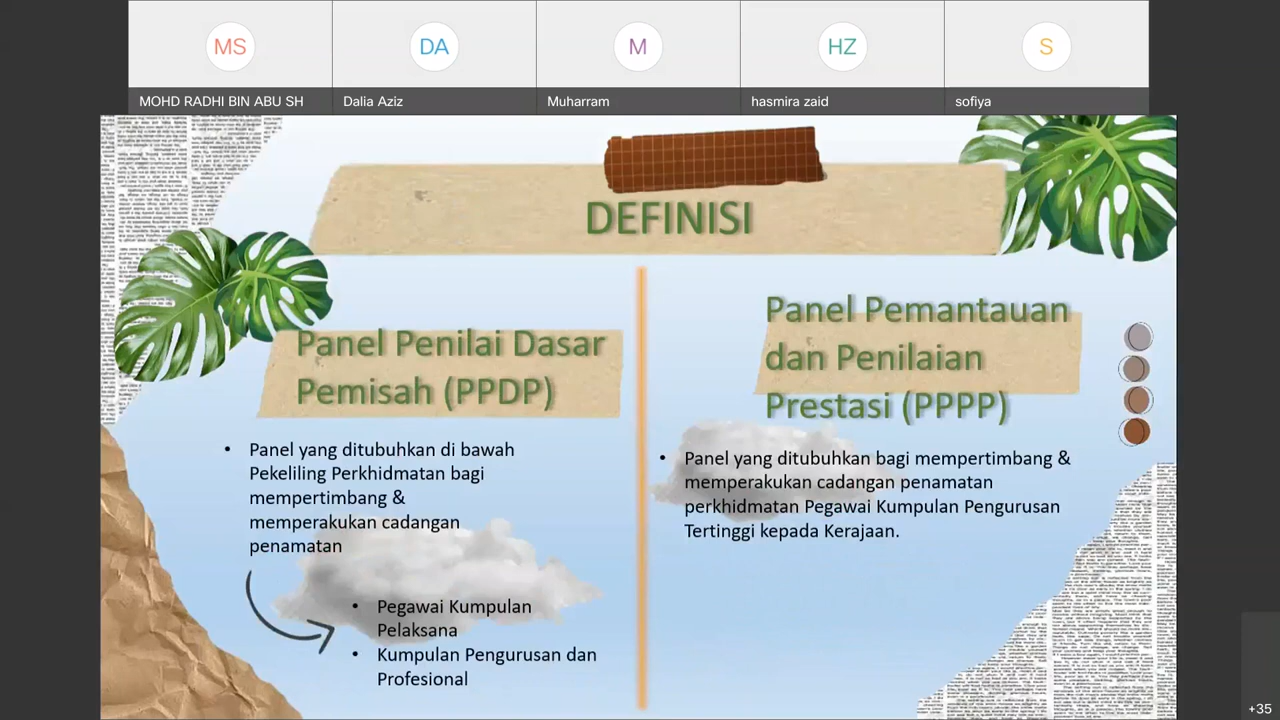 MS
DA
M
HZ
S
MOHD RADHI BIN ABU SH
Dalia Aziz
Muharram
hasmira zaid
sofiya
DEFINISI
Panel Penilai Dasar
Pemisah (PPDP)
• Panel yang ditubuhkan di bawah
Pekeliling Perkhidmatan bagi
mempertimbang &
memperakukan cadangan
penamatan
Pegawai Kumpulan
Pelaksana
Kumpulan Pengurusan dan
Profesional
Panel Pemantauan
dan Penilaian
Prestasi (PPPP)
• Panel yang ditubuhkan bagi mempertimbang &
memperakukan cadangan penamatan
perkhidmatan Pegawai Kumpulan Pengurusan
Tertinggi kepada Kerajaan.
+35